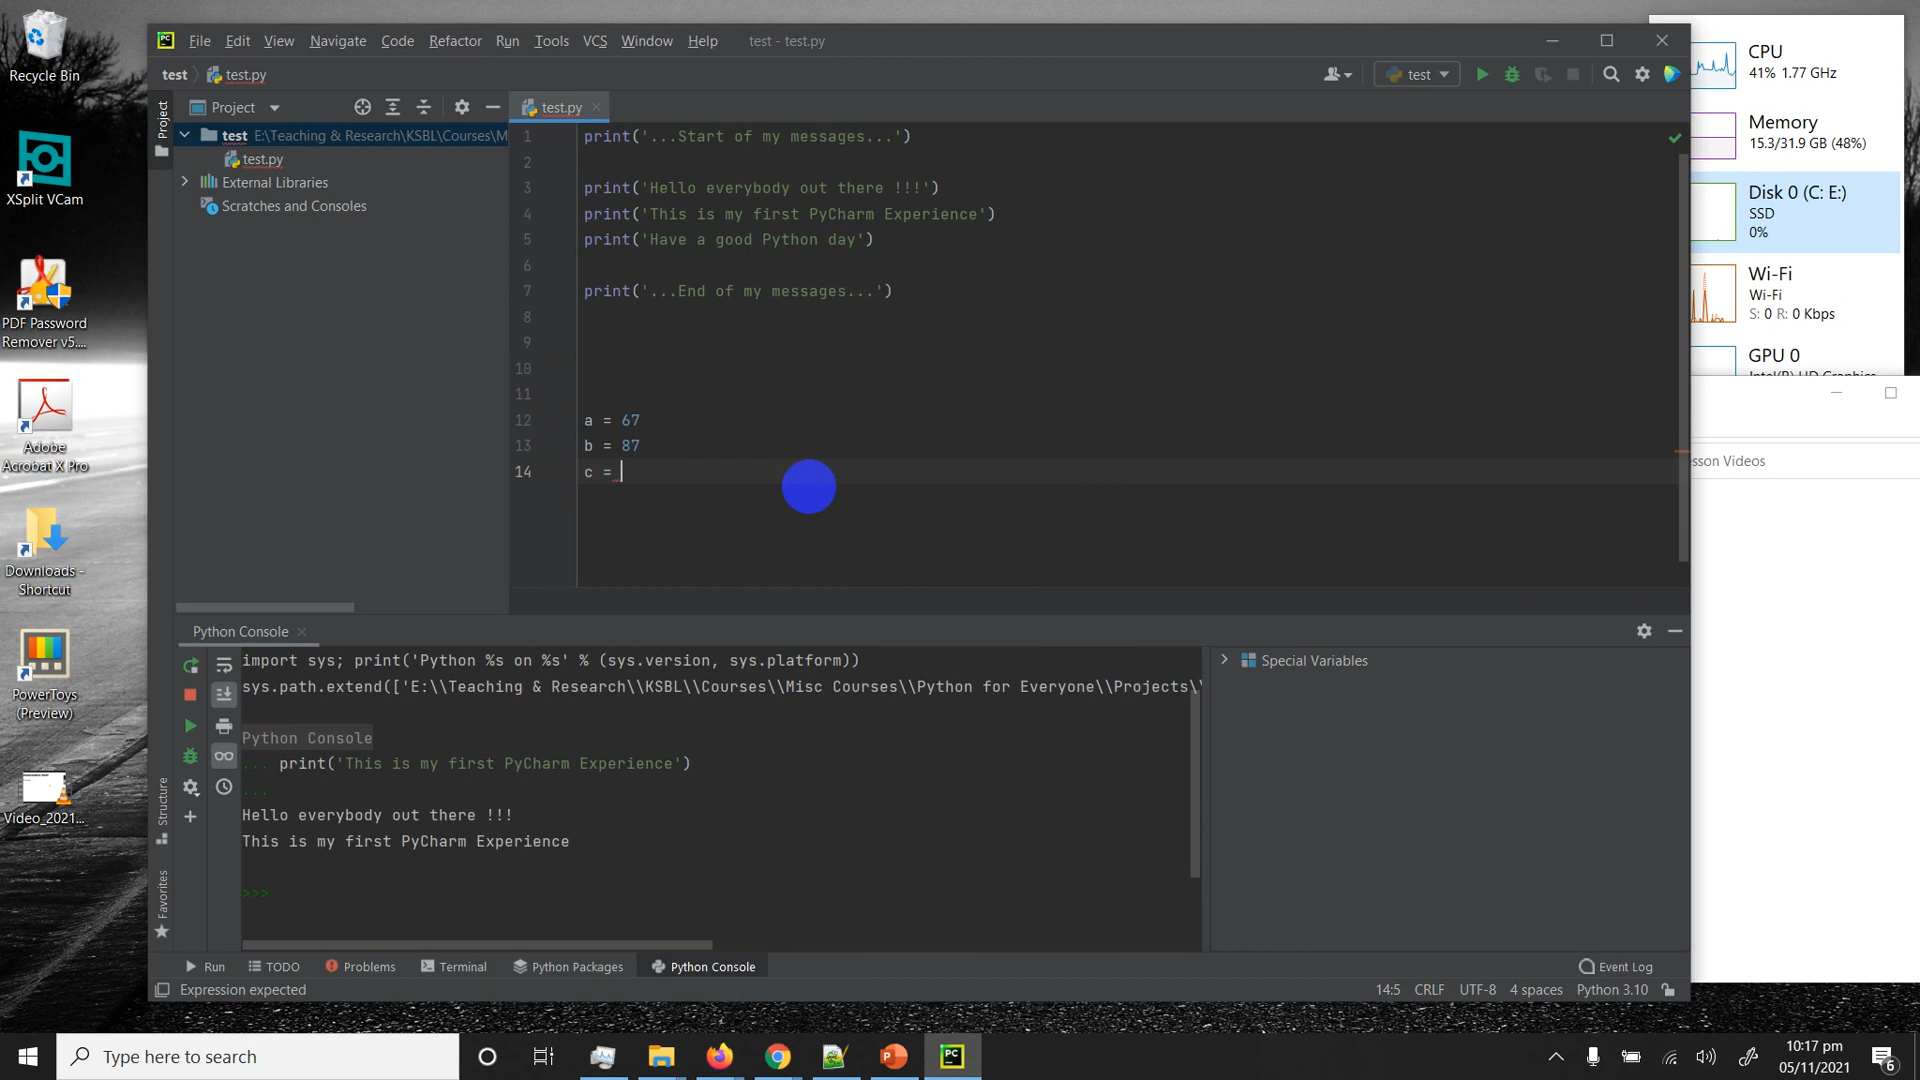 Recycle Bin
XSplit VCam
PDF Password
Remover v5....
Adobe
Acrobat X Pro
Downloads -
Shortcut
PowerToys
(Preview)
Video_2021...
PC File Edit View Navigate Code Refactor Run Tools VCS Window Help test - test.py
test test.py
test
Project
Project
test.py
test E:\Teaching & Research\KSBL\Courses\M
test.py
External Libraries
Scratches and Consoles
1 print('...Start of my messages...')
2
3 print('Hello everybody out there !!!')
4 print('This is my first PyCharm Experience')
5 print('Have a good Python day')
6
7 print('...End of my messages...')
8
9
10
11
12 a = 67
13 b = 87
14 c =
Python Console
import sys; print('Python %s on %s' % (sys.version, sys.platform))
sys.path.extend(['E:\\Teaching & Research\\KSBL\\Courses\\Misc Courses\\Python for Everyone\\Projects\\
Python Console
... print('This is my first PyCharm Experience')
...
Hello everybody out there !!!
This is my first PyCharm Experience
>>>
Special Variables
Structure
Favorites
Run TODO Problems Terminal Python Packages Python Console Event Log
Expression expected 14:5 CRLF UTF-8 4 spaces Python 3.10
CPU
41% 1.77 GHz
Memory
15.3/31.9 GB (48%)
Disk 0 (C: E:)
SSD
0%
Wi-Fi
Wi-Fi
S: 0 R: 0 Kbps
GPU 0
sson Videos
Type here to search
10:17 pm
05/11/2021
6